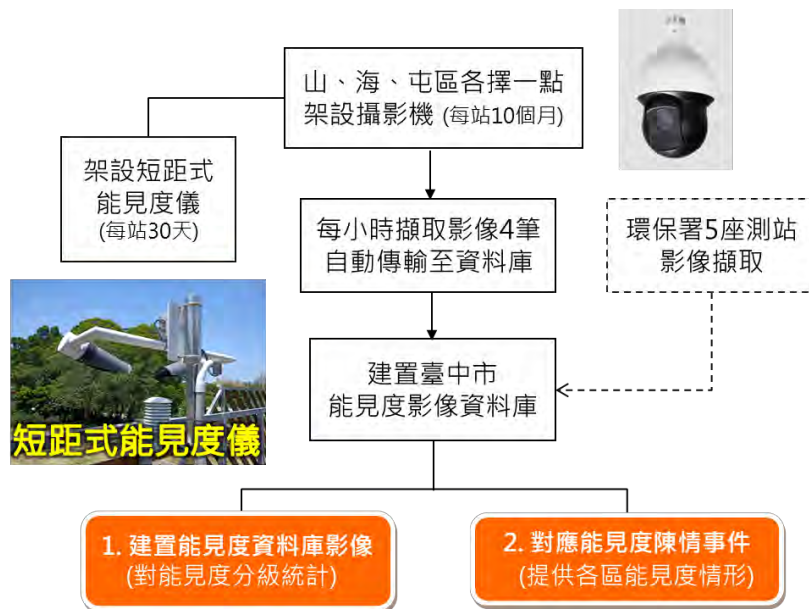 山、海、屯區各擇一點
架設攝影機 (每站10個月)
架設短距式
能見度儀
(每站30天)
每小時擷取影像4筆
自動傳輸至資料庫
環保署5座測站
影像擷取
建置臺中市
能見度影像資料庫
短距式能見度儀
1. 建置能見度資料庫影像
(對能見度分級統計)
2. 對應能見度陳情事件
(提供各區能見度情形)